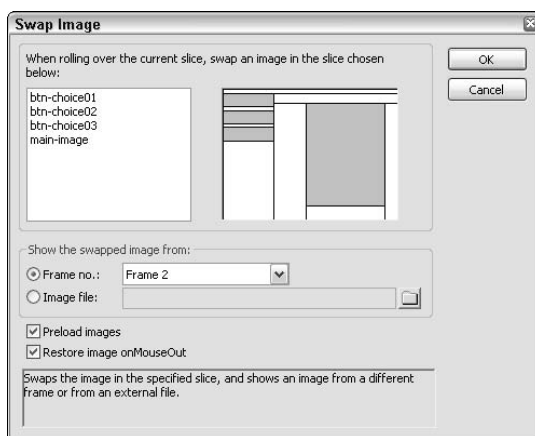 Swap Image
When rolling over the current slice, swap an image in the slice chosen
below:
OK
Cancel
btn-choice01
btn-choice02
btn-choice03
main-image
Show the swapped image from:
Frame no.:
Frame 2
Image file:
Preload images
Restore image onMouseOut
Swaps the image in the specified slice, and shows an image from a different
frame or from an external file.